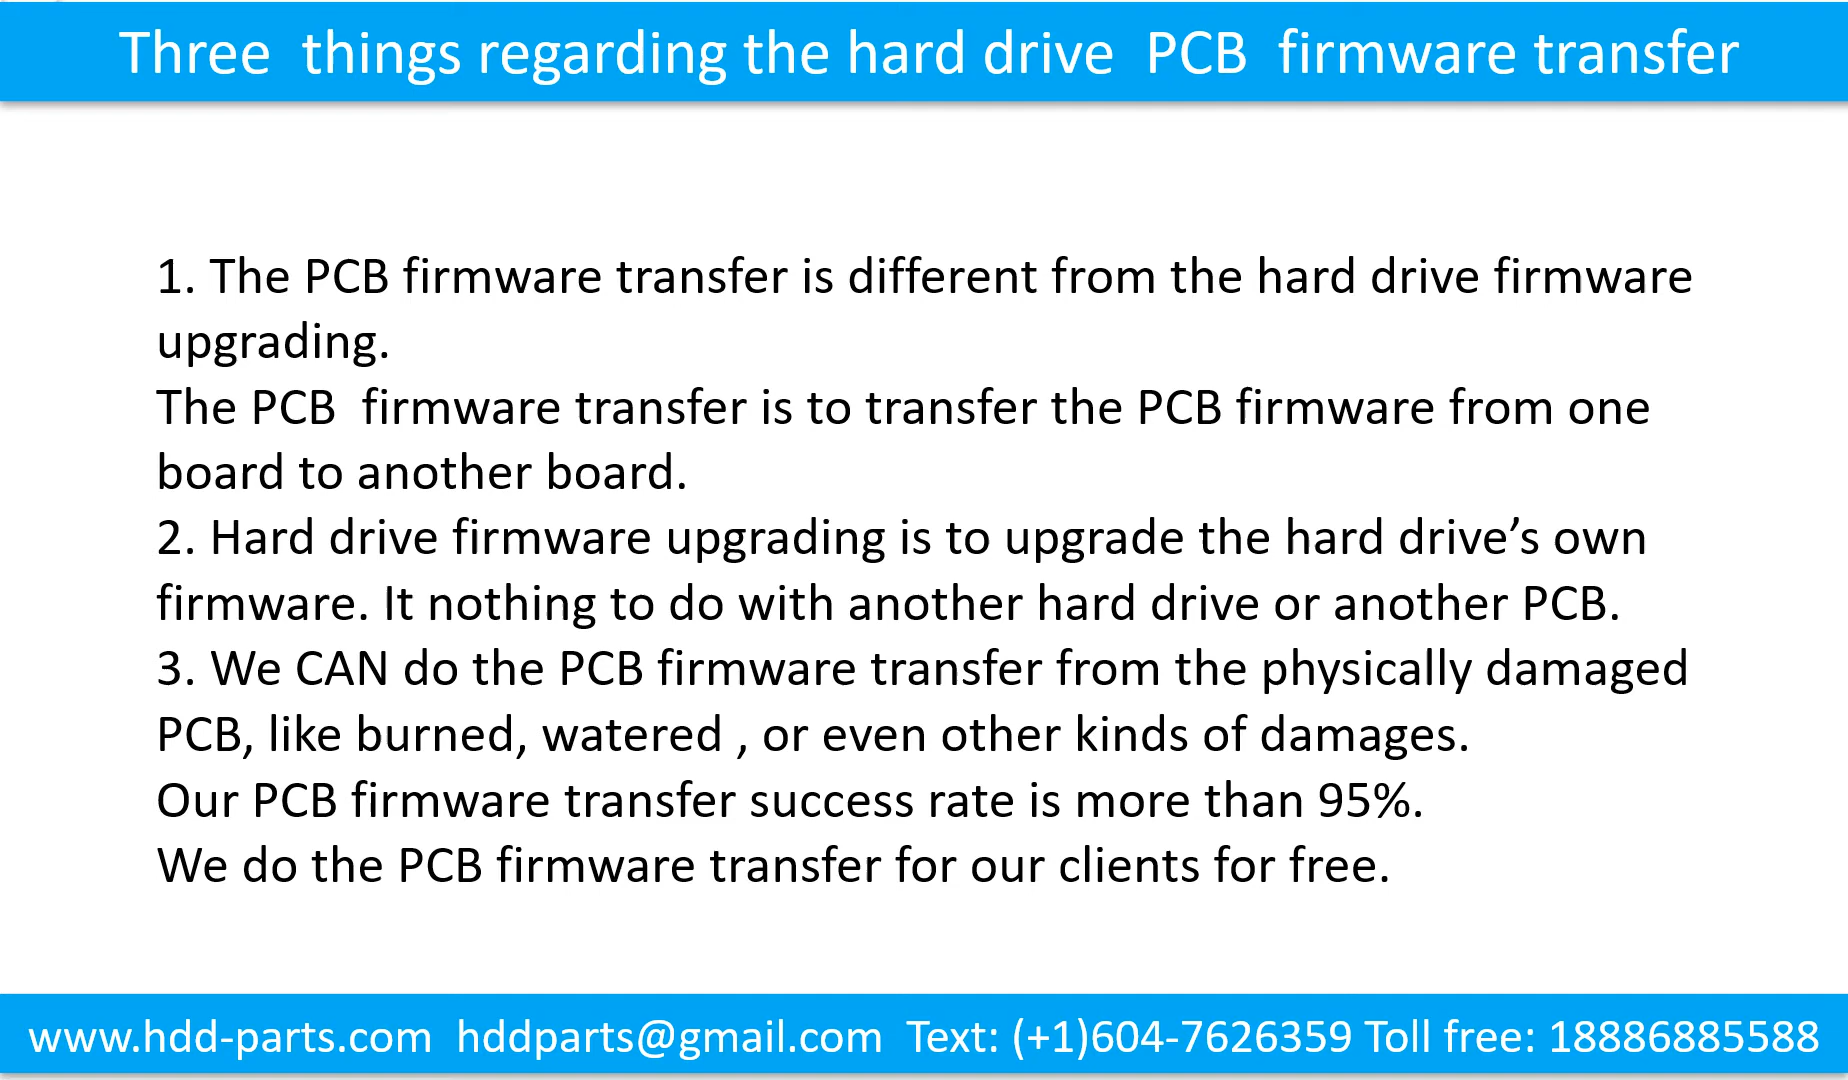 Three things regarding the hard drive PCB firmware transfer
1. The PCB firmware transfer is different from the hard drive firmware
upgrading.
The PCB firmware transfer is to transfer the PCB firmware from one
board to another board.
2. Hard drive firmware upgrading is to upgrade the hard drive’s own
firmware. It nothing to do with another hard drive or another PCB.
3. We CAN do the PCB firmware transfer from the physically damaged
PCB, like burned, watered , or even other kinds of damages.
Our PCB firmware transfer success rate is more than 95%.
We do the PCB firmware transfer for our clients for free.
www.hdd-parts.com hddparts@gmail.com Text: (+1)604-7626359 Toll free: 18886885588